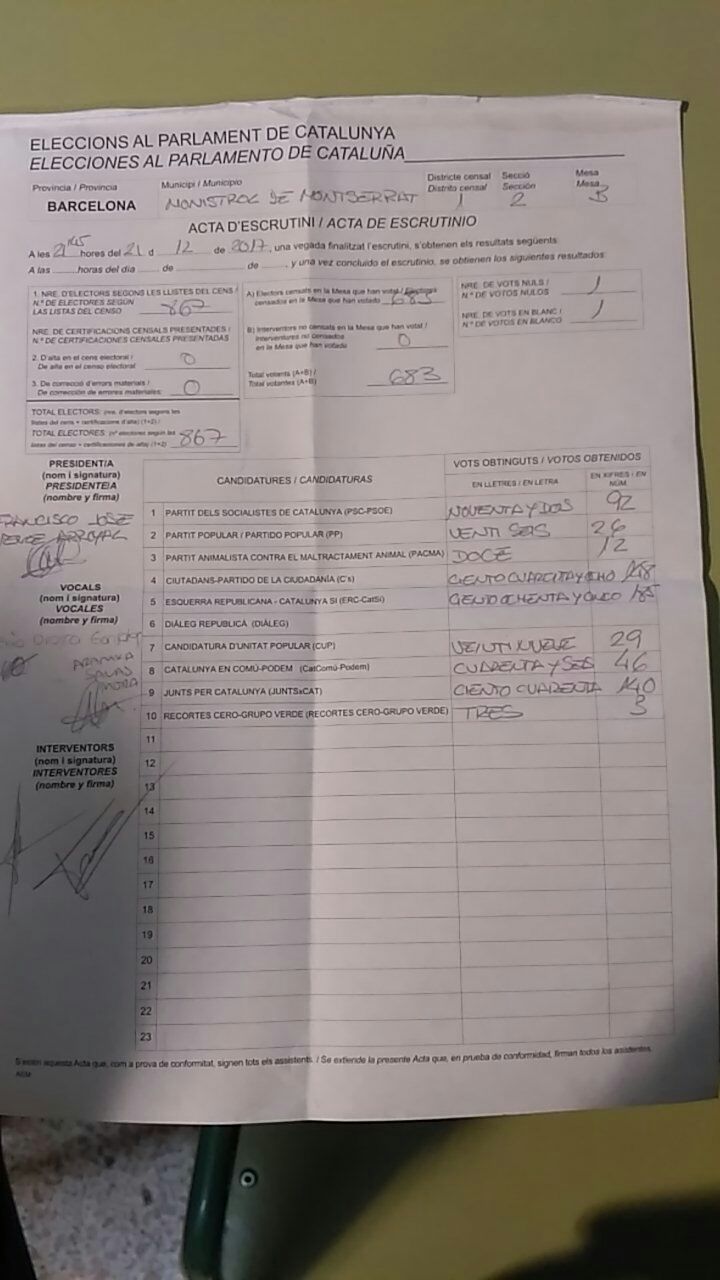 ELECCIONS AL PARLAMENT DE CATALUNYA
ELECCIONES AL PARLAMENTO DE CATALUÑA
Provincia / Provincia
BARCELONA
Municipi / Municipio
MONISTROL DE MONTSERRAT
Districte censal
Distrito censal
1
Secció
Sección
2
Mesa
Mesa
B
ACTA D'ESCRUTINI / ACTA DE ESCRUTINIO
A les 21'45 hores del 21 d 12 de 2017, una vegada finalitzat l'escrutini, s'obtenen els resultats següents:
A las ......horas del día ...... de ...... de ......, y una vez concluido el escrutinio, se obtienen los siguientes resultados:
1. NRE. D'ELECTORS SEGONS LES LLISTES DEL CENS /
N.º DE ELECTORES SEGÚN
LAS LISTAS DEL CENSO 867
NRE. DE CERTIFICACIONS CENSALS PRESENTADES /
N.º DE CERTIFICACIONES CENSALES PRESENTADAS
2. D'alta en el cens electoral /
De alta en el censo electoral 0
3. De correcció d'errors materials /
De corrección de errores materiales: 0
TOTAL ELECTORS: (nre. d'electors segons les
llistes del cens + certificacions d'alta) (1+2) /
TOTAL ELECTORES: (nº electores según las
listas del censo + certificaciones de alta) (1+2) 867
A) Electors censats en la Mesa que han votat / Electores
censados en la Mesa que han votado 683
B) Interventors no censats en la Mesa que han votat /
Interventores no censados
en la Mesa que han votado 0
Total votants (A+B) /
Total votantes (A+B) 683
NRE. DE VOTS NULS /
N.º DE VOTOS NULOS 1
NRE. DE VOTS EN BLANC /
N.º DE VOTOS EN BLANCO 1
PRESIDENT/A
(nom i signatura)
PRESIDENTE/A
(nombre y firma)
FRANCISCO JOSE
VOCALS
(nom i signatura)
VOCALES
(nombre y firma)
SALAS
INTERVENTORS
(nom i signatura)
INTERVENTORES
(nombre y firma)
CANDIDATURES / CANDIDATURAS
VOTS OBTINGUTS / VOTOS OBTENIDOS
EN LLETRES / EN LETRA
EN XIFRES / EN NÚM.
1 PARTIT DELS SOCIALISTES DE CATALUNYA (PSC-PSOE) NOVENTA Y DOS 92
2 PARTIT POPULAR / PARTIDO POPULAR (PP) VENTI SEIS 26
3 PARTIT ANIMALISTA CONTRA EL MALTRACTAMENT ANIMAL (PACMA) DOCE 12
4 CIUTADANS-PARTIDO DE LA CIUDADANÍA (C's) CIENTO CUARENTA Y OCHO 148
5 ESQUERRA REPUBLICANA - CATALUNYA SÍ (ERC-CatSí) CIENTO OCHENTA Y CINCO 185
6 DIÀLEG REPUBLICÀ (DIÀLEG)
7 CANDIDATURA D'UNITAT POPULAR (CUP) VEINTINUEVE 29
8 CATALUNYA EN COMÚ-PODEM (CatComú-Podem) CUARENTA Y SEIS 46
9 JUNTS PER CATALUNYA (JUNTSxCAT) CIENTO CUARENTA 140
10 RECORTES CERO-GRUPO VERDE (RECORTES CERO-GRUPO VERDE) TRES 3
11
12
13
14
15
16
17
18
19
20
21
22
23
S'estén aquesta Acta que, com a prova de conformitat, signen tots els assistents. / Se extiende la presente Acta que, en prueba de conformidad, firman todos los asistentes.